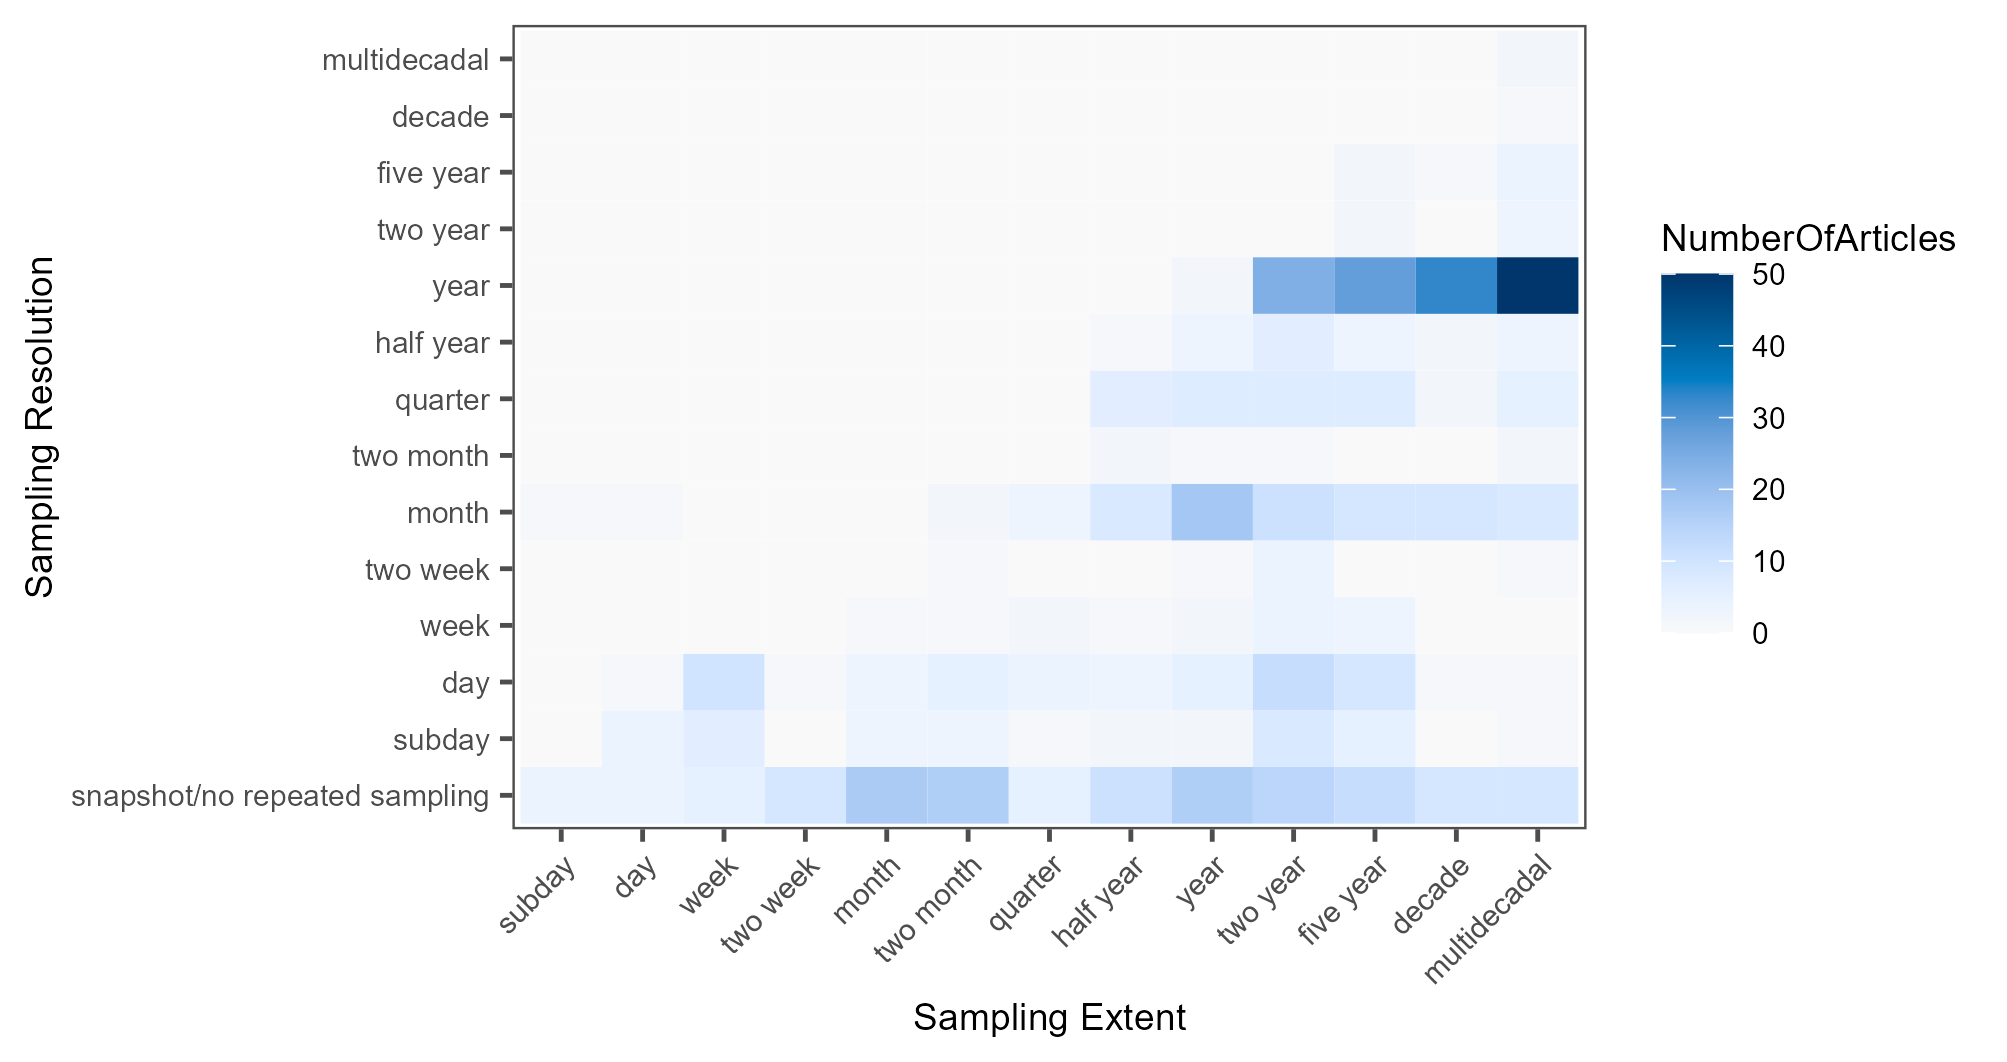 multidecadal
decade
five year
two year
year
half year
quarter
two month
month
two week
week
day
subday
snapshot/no repeated sampling
Sampling Resolution
subday
day
week
two week
month
two month
quarter
half year
year
two year
five year
decade
multidecadal
Sampling Extent
NumberOfArticles
50
40
30
20
10
0